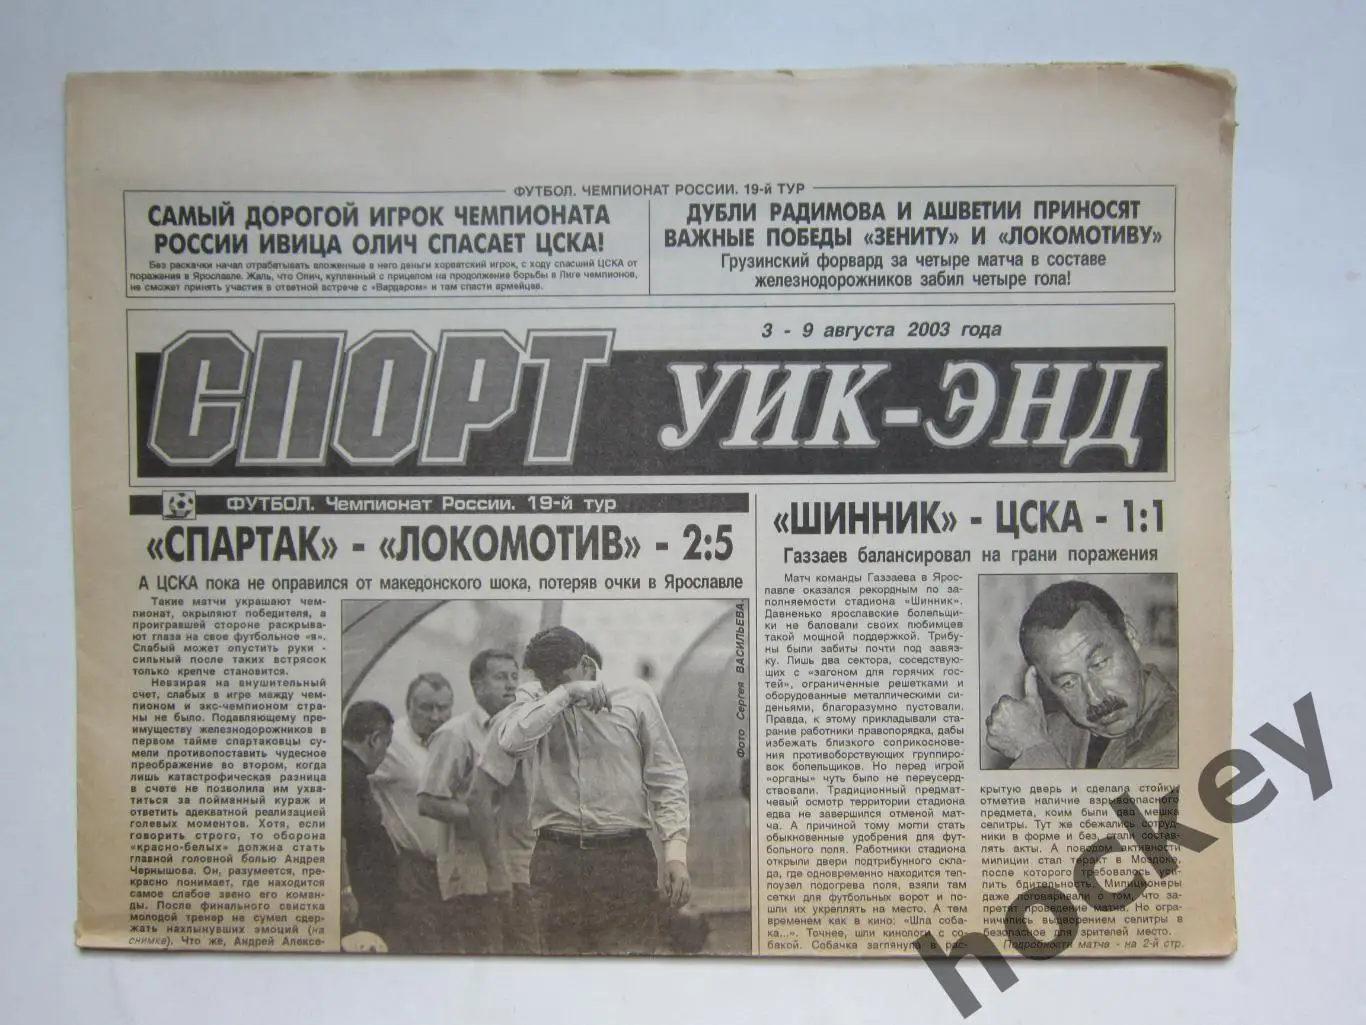 ФУТБОЛ. ЧЕМПИОНАТ РОССИИ. 19-й ТУР
САМЫЙ ДОРОГОЙ ИГРОК ЧЕМПИОНАТА
РОССИИ ИВИЦА ОЛИЧ СПАСАЕТ ЦСКА!
Без раскачки начал отрабатывать вложенные в него деньги хорватский игрок, с ходу спасший ЦСКА от
поражения в Ярославле. Жаль, что Олич, купленный с прицелом на продолжение борьбы в Лиге чемпионов,
не сможет принять участия в ответной встрече с «Вардаром» и там спасти армейцев.
ДУБЛИ РАДИМОВА И АШВЕТИИ ПРИНОСЯТ
ВАЖНЫЕ ПОБЕДЫ «ЗЕНИТУ» И «ЛОКОМОТИВУ»
Грузинский форвард за четыре матча в составе
железнодорожников забил четыре гола!
3 - 9 августа 2003 года
СПОРТ УИК-ЭНД
ФУТБОЛ. Чемпионат России. 19-й тур
«СПАРТАК» - «ЛОКОМОТИВ» - 2:5
А ЦСКА пока не оправился от македонского шока, потеряв очки в Ярославле
Такие матчи украшают чем-
пионат, окрыляют победителя, а
проигравшей стороне раскрыва-
ют глаза на свое футбольное «я».
Слабый может опустить руки -
сильный после таких встрясок
только крепче становится.
Невзирая на внушительный
счет, слабых в игре между чем-
пионом и экс-чемпионом стра-
ны не было. Подавляющему пре-
имуществу железнодорожников в
первом тайме спартаковцы су-
мели противопоставить чудесное
преображение во втором, когда
лишь катастрофическая разница
в счете не позволила им ухва-
титься за пойманный кураж и
ответить адекватной реализацией
голевых моментов. Хотя, если
говорить строго, то оборона
«красно-белых» должна стать
главной головной болью Андрея
Чернышова. Он, разумеется, пре-
красно понимает, где находится
самое слабое звено его коман-
ды. После финального свистка
молодой тренер не сумел сдер-
жать нахлынувших эмоций (на
снимке). Что же, Андрей Алексе-
Фото Сергея ВАСИЛЬЕВА.
«ШИННИК» - ЦСКА - 1:1
Газзаев балансировал на грани поражения
Матч команды Газзаева в Ярос-
лавле оказался рекордным по за-
полняемости стадиона «Шинник».
Давненько ярославские болельщи-
ки не баловали своих любимцев
такой мощной поддержкой. Трибу-
ны были забиты почти под завяз-
ку. Лишь два сектора, соседствую-
щих с «загоном для горячих гос-
тей», ограниченные решетками и
оборудованные металлическими си-
деньями, благоразумно пустовали.
Правда, к этому прикладывали ста-
рание работники правопорядка, дабы
избежать близкого соприкоснове-
ния противоборствующих группиро-
вок болельщиков. Но перед игрой
«органы» чуть было не переусерд-
ствовали. Традиционный предмат-
чевый осмотр территории стадиона
едва не завершился отменой мат-
ча. А причиной тому могли стать
обыкновенные удобрения для фут-
больного поля. Работники стадиона
открыли двери подтрибунного скла-
да, где одновременно находится и
теплоузел подогрева поля, взяли там
сетки для футбольных ворот и по-
шли их укреплять на место. А тем
временем как в кино: «Шла соба-
ка...». Точнее, шли кинологи с со-
бакой. Собачка заглянула в рас-
крытую дверь и сделала стойку,
отметив наличие взрывоопасного
предмета, коим были два мешка
селитры. Тут же сбежались сотруд-
ники в форме и без, стали состав-
лять акты. А поводом активности
милиции стал теракт в Моздоке,
после которого требовалось уси-
лить бдительность. Милиционеры
даже поговаривали о том, что за-
претят проведение матча. Но огра-
ничились выдворением селитры в
безопасное для зрителей место.
Подробности матча - на 2-й стр.
hockey